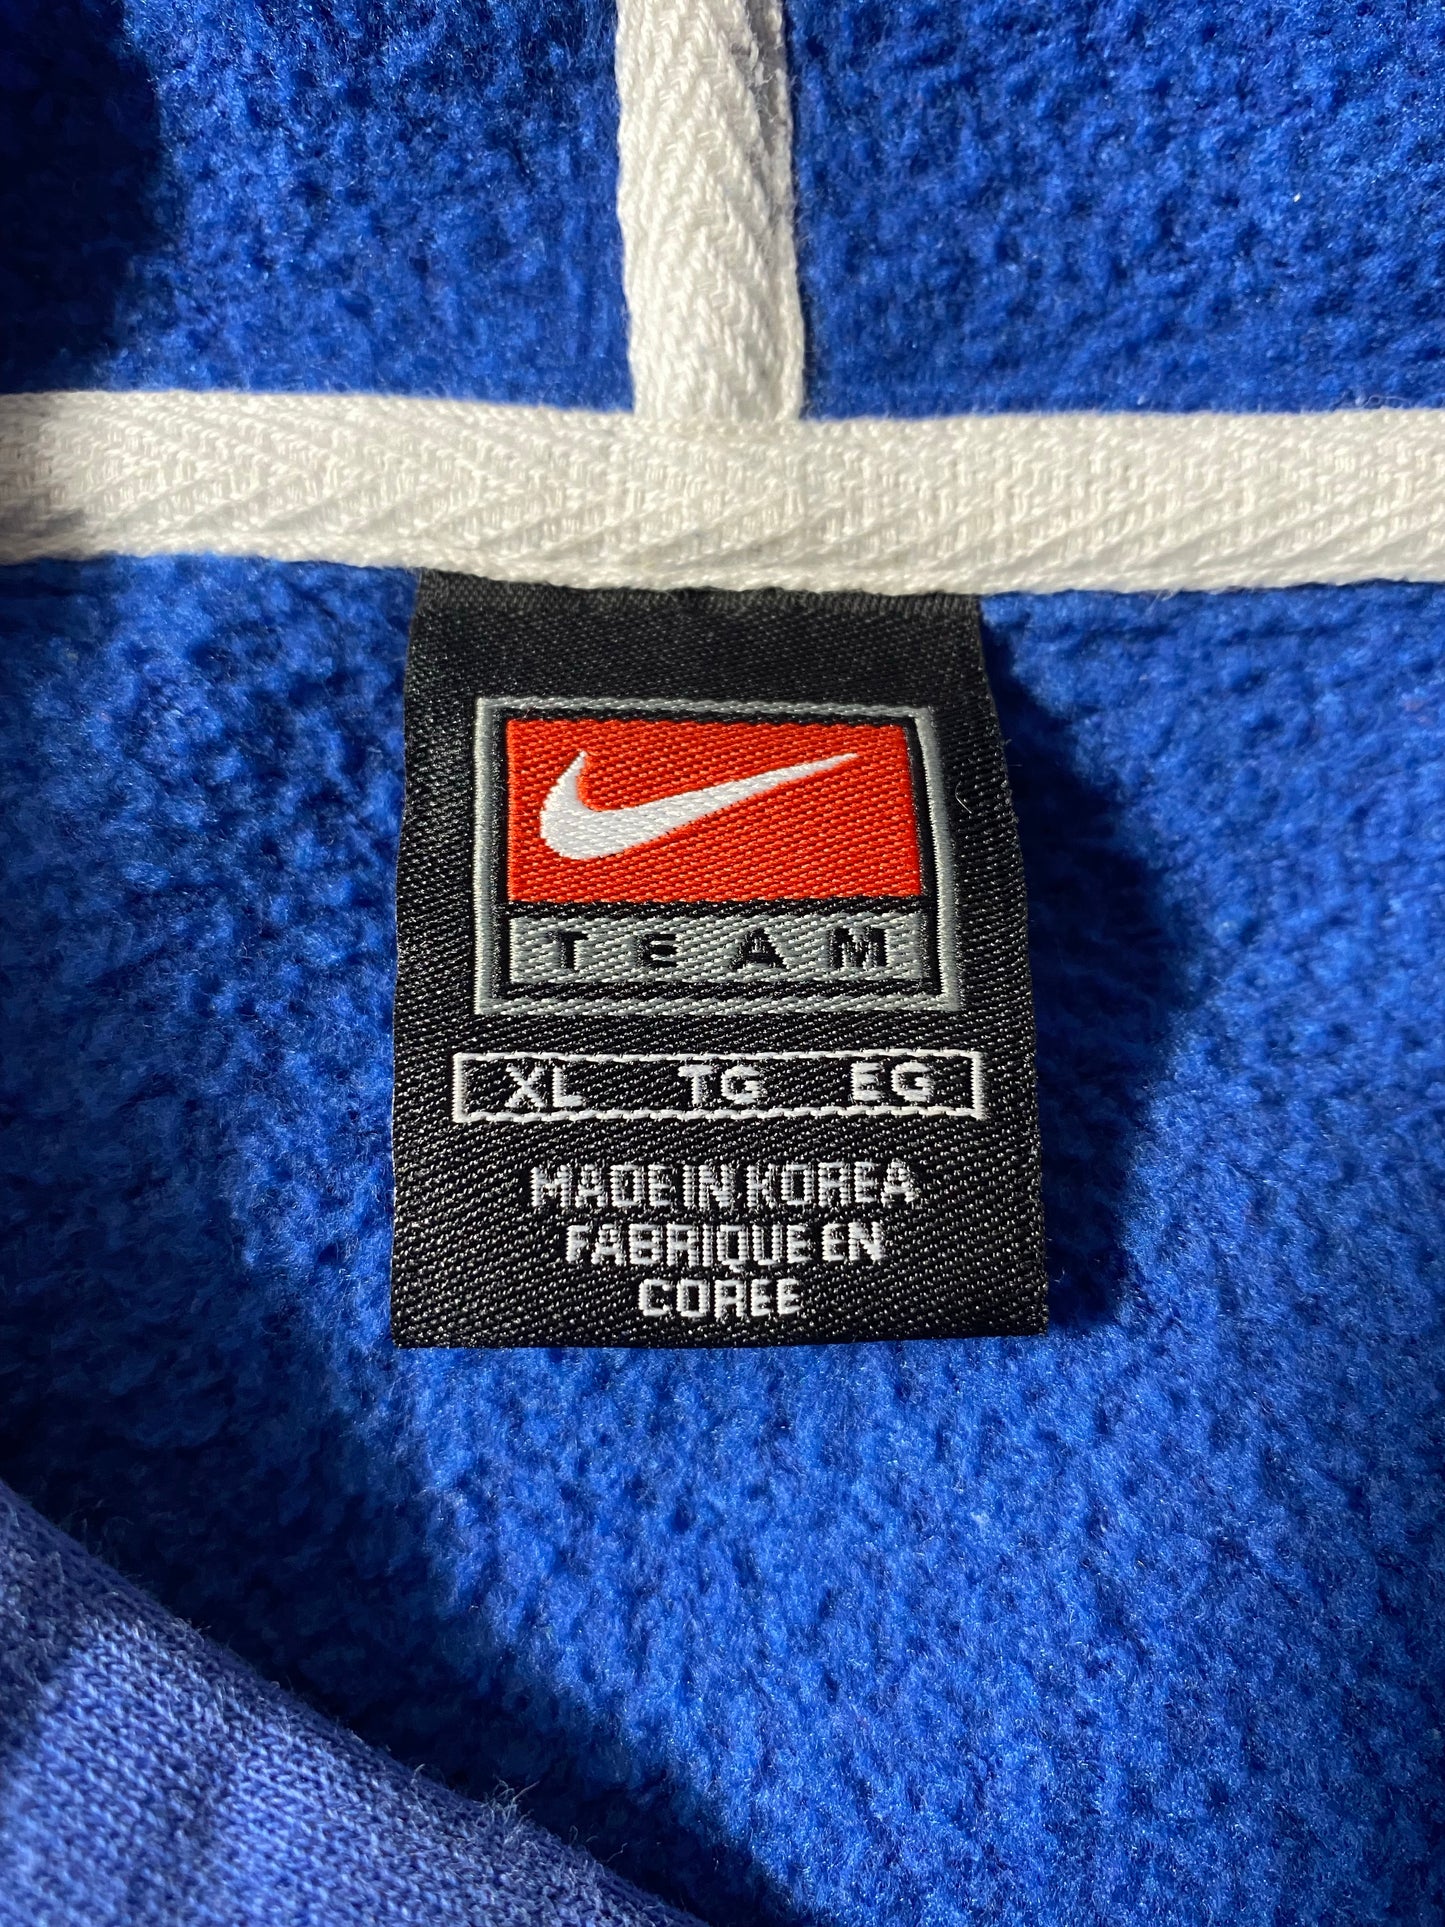 TEAM
XL TG EG
MADE IN KOREA
FABRIQUE EN
COREE